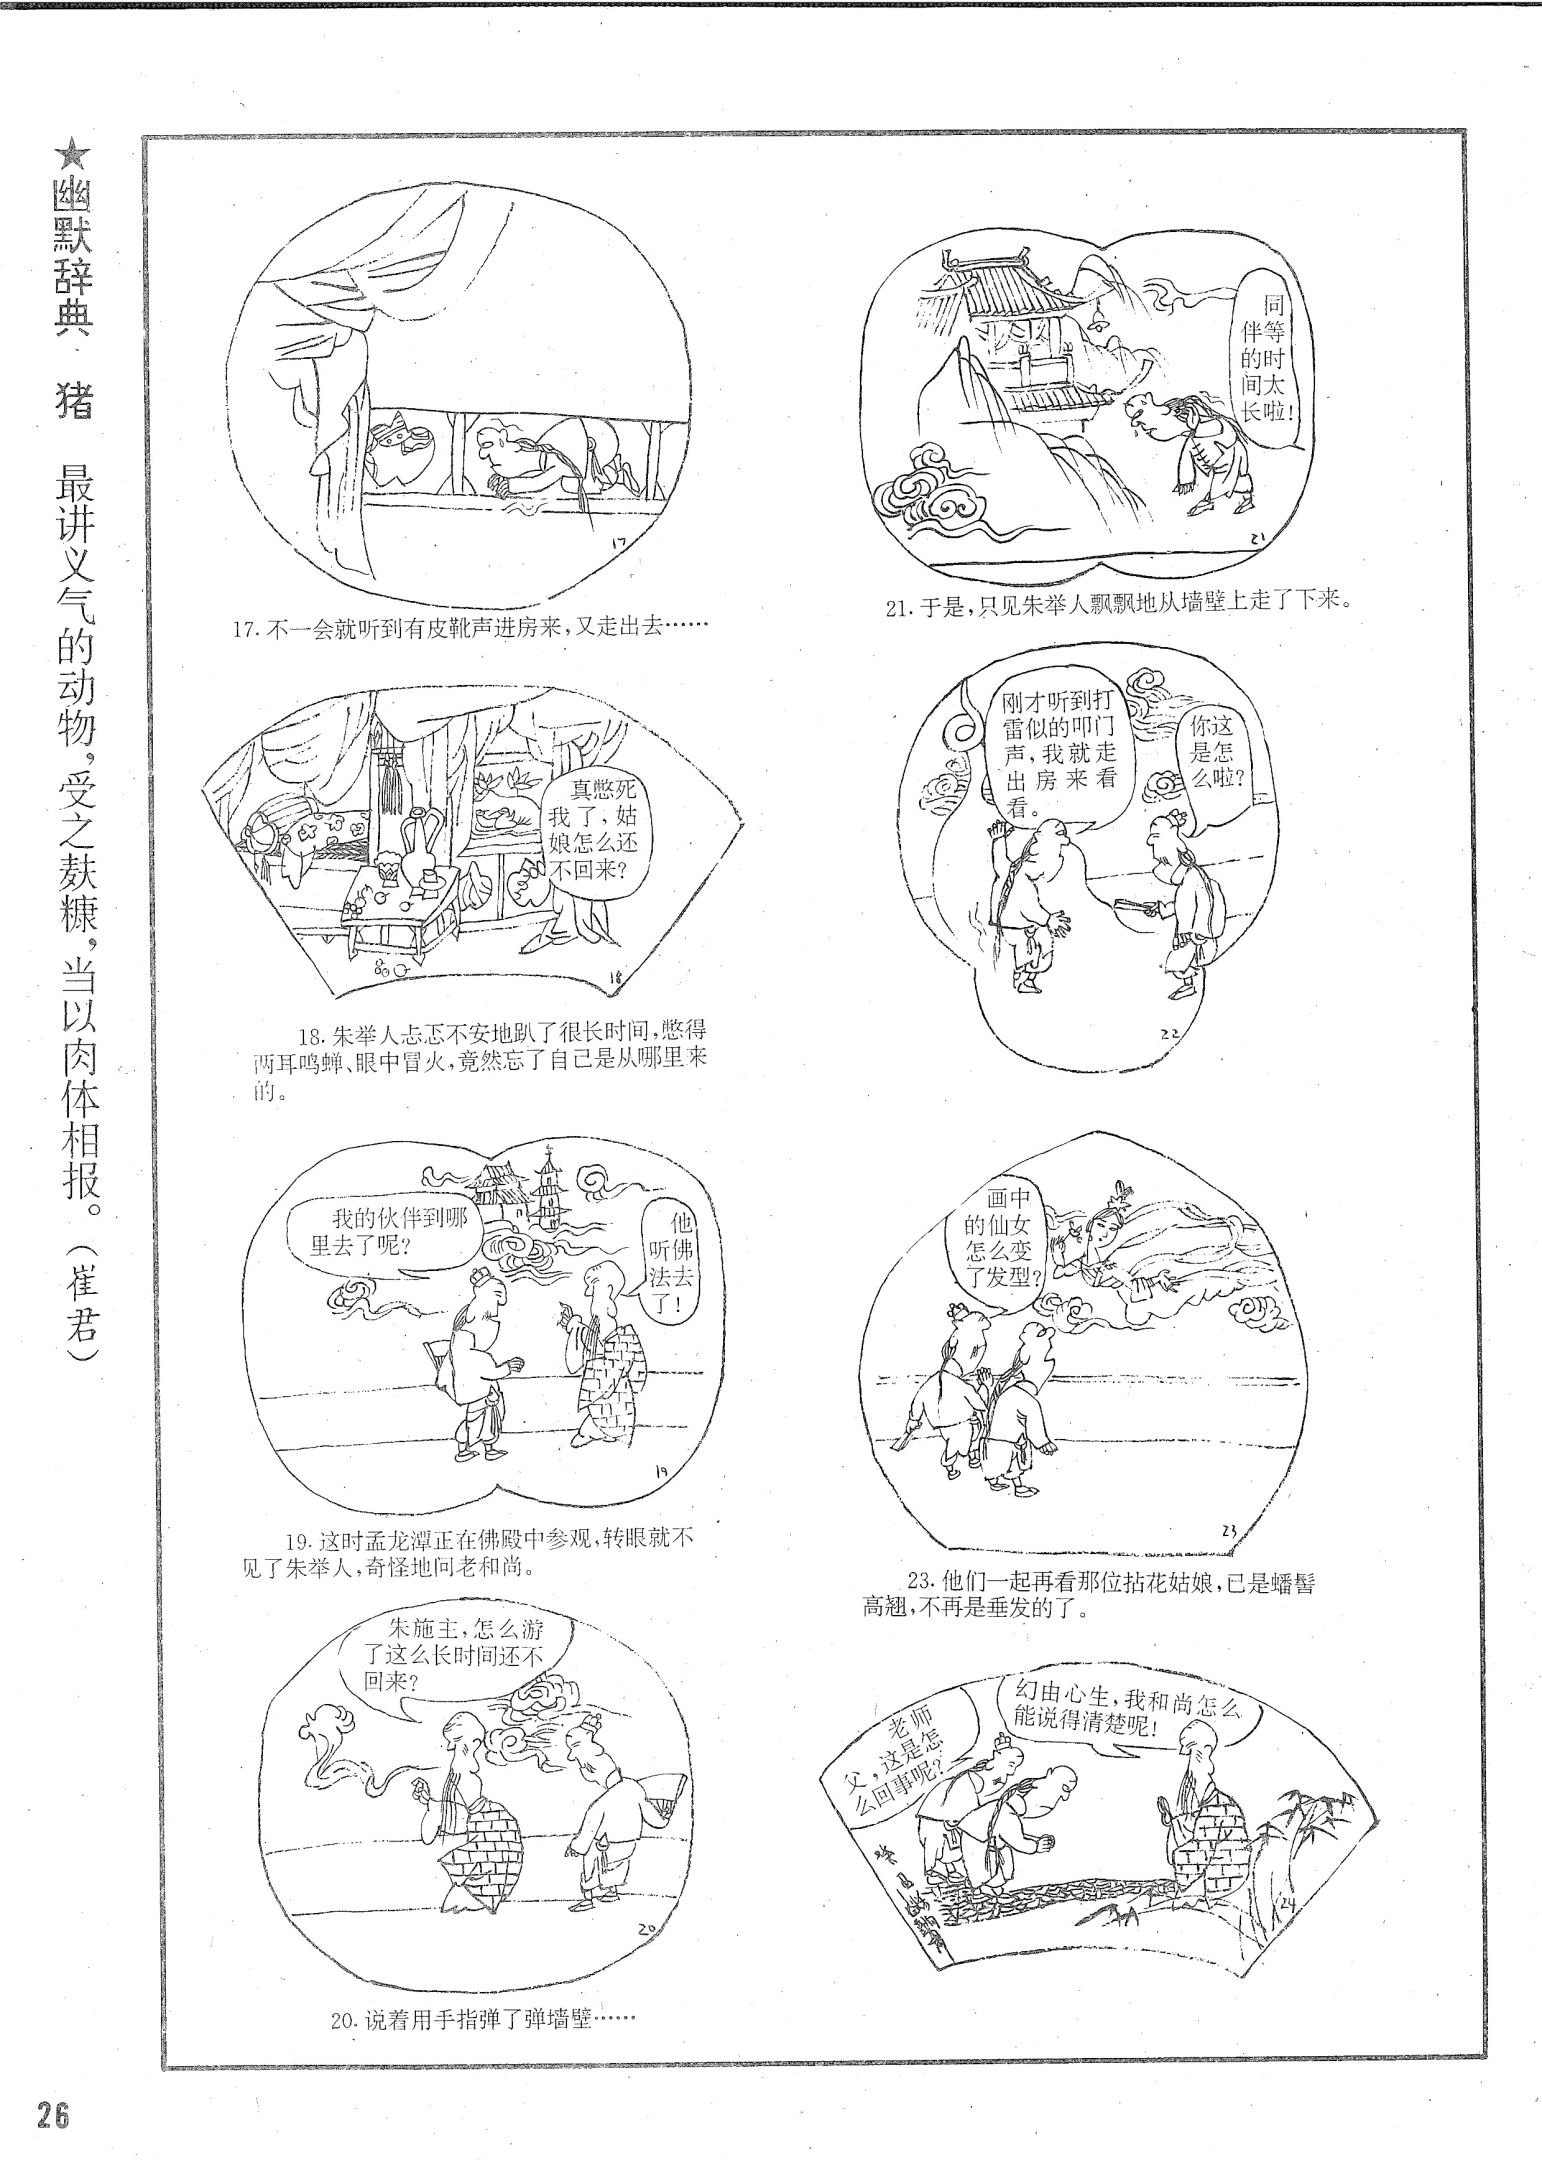 ★幽默辞典 猪 最讲义气的动物,受之麸糠,当以肉体相报。(崔君)
17
17. 不一会就听到有皮靴声进房来,又走出去……
真憋死
我了,姑
娘怎么还
不回来?
18
18. 朱举人忐忑不安地趴了很长时间,憋得
两耳鸣蝉、眼中冒火,竟然忘了自己是从哪里来
的。
我的伙伴到哪
里去了呢?
他
听佛
法去
了!
19
19. 这时孟龙潭正在佛殿中参观,转眼就不
见了朱举人,奇怪地问老和尚。
朱施主,怎么游
了这么长时间还不
回来?
20
20. 说着用手指弹了弹墙壁……
同伴的
等时间太长啦!
21
21. 于是,只见朱举人飘飘地从墙壁上走了下来。
刚才听到打
雷似的叩门
声,我就走
出房来看
看。
你这
是怎
么啦?
22
画中
的仙女
怎么变
了发型?
23
23. 他们一起再看那位拈花姑娘,已是蟠髻
高翘,不再是垂发的了。
老师
父,这是怎
么回事呢?
幻由心生,我和尚怎么
能说得清楚呢!
24
26